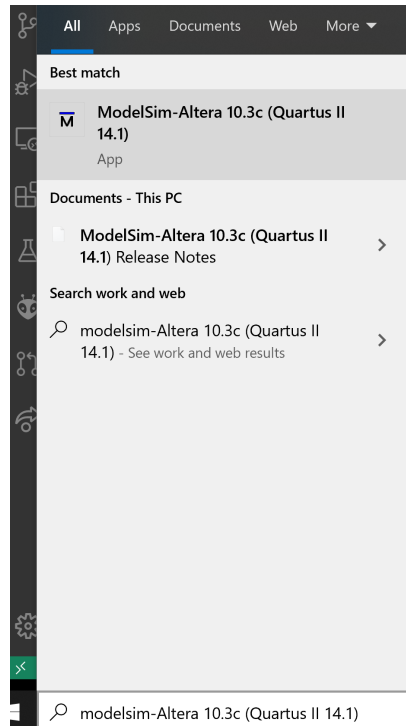 All Apps Documents Web More
Best match
M
ModelSim-Altera 10.3c (Quartus II
14.1)
App
Documents - This PC
ModelSim-Altera 10.3c (Quartus II
14.1) Release Notes
Search work and web
modelsim-Altera 10.3c (Quartus II
14.1) - See work and web results
modelsim-Altera 10.3c (Quartus II 14.1)